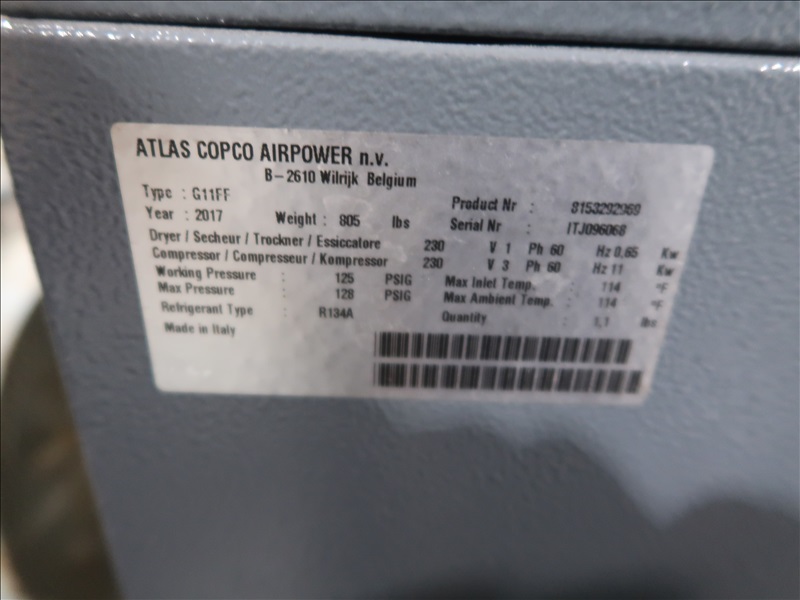 ATLAS COPCO AIRPOWER n.v.
B-2610 Wilrijk Belgium
Type : G11FF
Product Nr : 8153292969
Year : 2017 Weight : 805 lbs
Serial Nr : ITJ096068
Dryer / Secheur / Trockner / Essiccatore 230 V 1 Ph 60 Hz 0,65 Kw
Compressor / Compresseur / Kompressor 230 V 3 Ph 60 Hz 11 Kw
Working Pressure : 125 PSIG Max Inlet Temp. : 114 °F
Max Pressure : 128 PSIG Max Ambient Temp. : 114 °F
Refrigerant Type : R134A Quantity : 1,1 lbs
Made in Italy